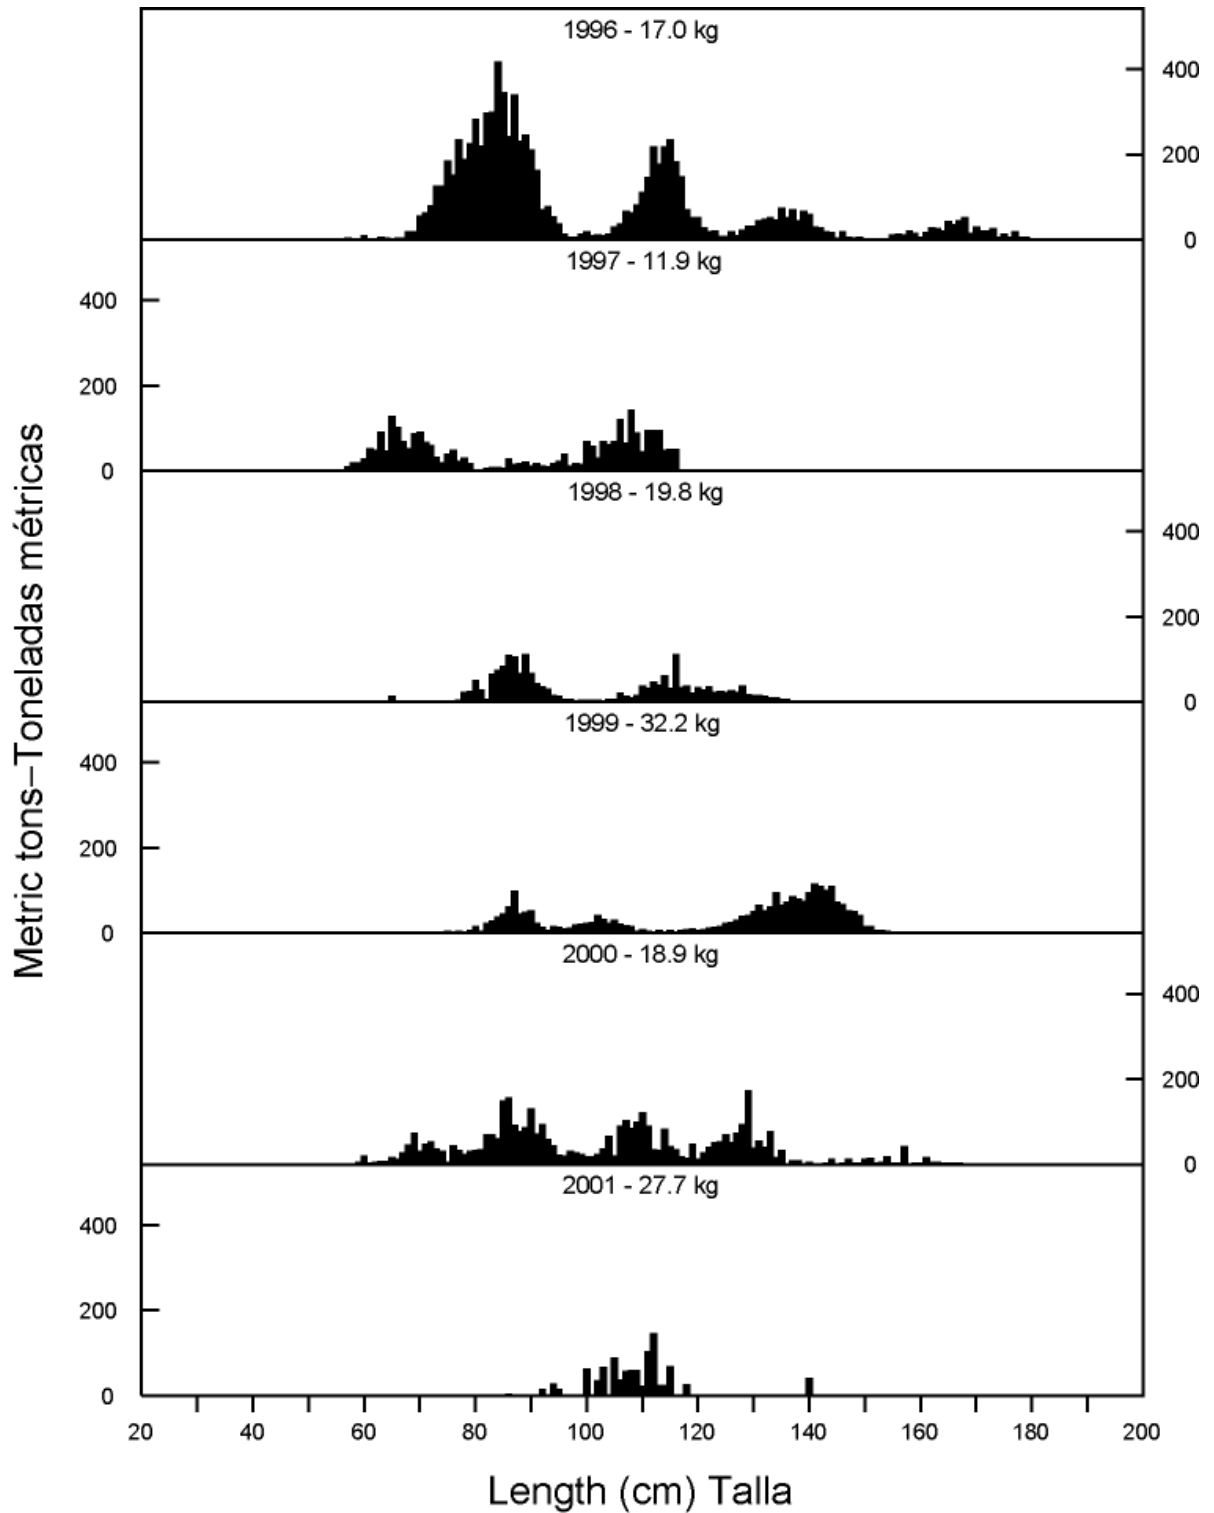 1996 - 17.0 kg
400
200
0
1997 - 11.9 kg
400
200
0
1998 - 19.8 kg
400
200
0
1999 - 32.2 kg
400
200
0
2000 - 18.9 kg
400
200
0
2001 - 27.7 kg
400
200
0
Metric tons–Toneladas métricas
20 40 60 80 100 120 140 160 180 200
Length (cm) Talla